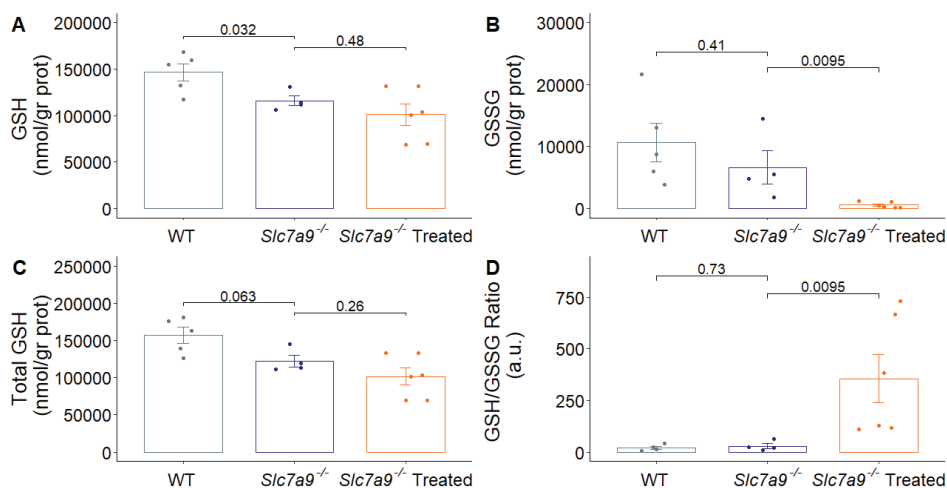 A
GSH
(nmol/gr prot)
200000
150000
100000
50000
0
0.032
0.48
WT
Slc7a9⁻/⁻
Slc7a9⁻/⁻ Treated
B
GSSG
(nmol/gr prot)
30000
20000
10000
0
0.41
0.0095
WT
Slc7a9⁻/⁻
Slc7a9⁻/⁻ Treated
C
Total GSH
(nmol/gr prot)
250000
200000
150000
100000
50000
0
0.063
0.26
WT
Slc7a9⁻/⁻
Slc7a9⁻/⁻ Treated
D
GSH/GSSG Ratio
(a.u.)
750
500
250
0
0.73
0.0095
WT
Slc7a9⁻/⁻
Slc7a9⁻/⁻ Treated